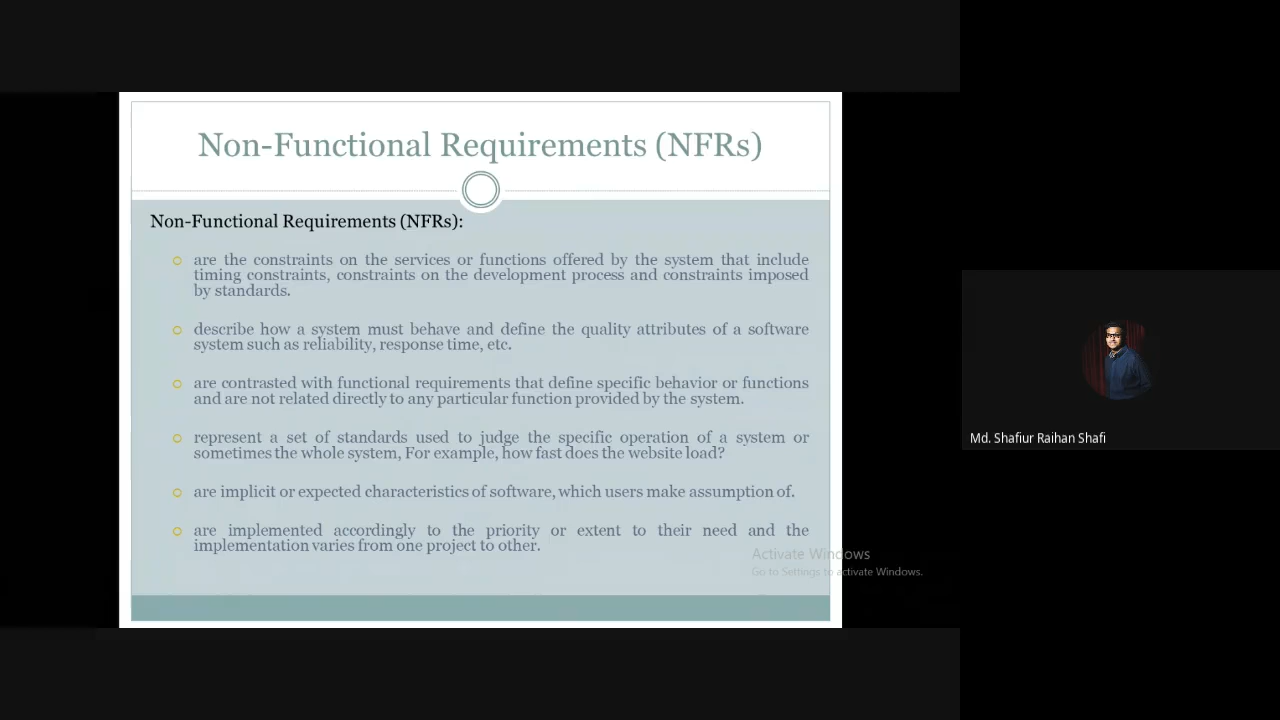 Non-Functional Requirements (NFRs)
Non-Functional Requirements (NFRs):
are the constraints on the services or functions offered by the system that include
timing constraints, constraints on the development process and constraints imposed
by standards.
describe how a system must behave and define the quality attributes of a software
system such as reliability, response time, etc.
are contrasted with functional requirements that define specific behavior or functions
and are not related directly to any particular function provided by the system.
represent a set of standards used to judge the specific operation of a system or
sometimes the whole system, For example, how fast does the website load?
are implicit or expected characteristics of software, which users make assumption of.
are implemented accordingly to the priority or extent to their need and the
implementation varies from one project to other.
Activate Windows
Go to Settings to activate Windows.
Md. Shafiur Raihan Shafi